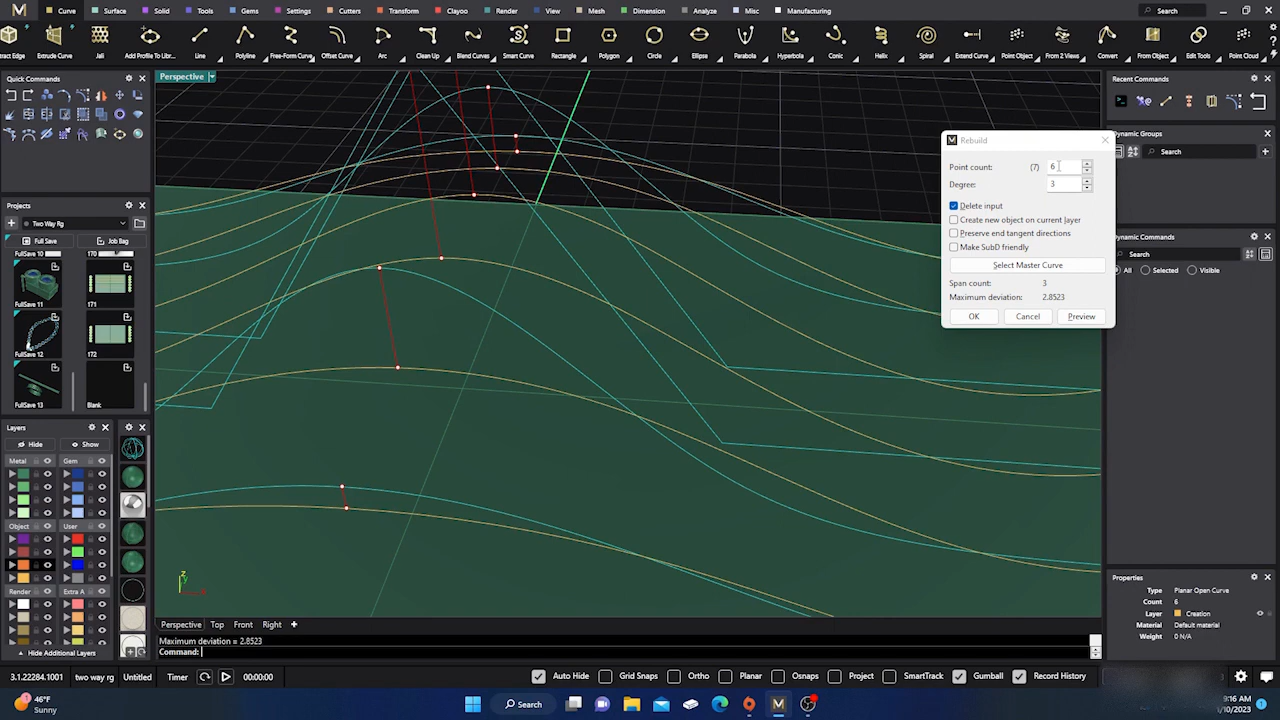 Curve Surface Solid Tools Gems Settings Cutters Transform Clayoo Render View Mesh Dimension Analyze Misc Manufacturing Search
Extract Edge Extrude Curve Jali Add Profile To Libr... Line Polyline Free-Form Curve Offset Curve Arc Clean Up Blend Curves Smart Curve Rectangle Polygon Circle Ellipse Parabola Hyperbola Conic Helix Spiral Extend Curve Point Object From 2 Views Convert From Object Edit Tools Point Cloud
Quick Commands
Perspective
Recent Commands
Dynamic Groups
Search
Rebuild
Point count: (7) 6
Degree: 3
Delete input
Create new object on current layer
Preserve end tangent directions
Make SubD friendly
Select Master Curve
Span count: 3
Maximum deviation: 2.8523
OK Cancel Preview
Dynamic Commands
Search
All Selected Visible
Projects
Two Way Rg
Full Save Job Bag
FullSave 10 170
FullSave 11 171
FullSave 12 172
FullSave 13 Blank
Layers
Hide Show
Metal Gem
Object User
Render Extra A
Hide Additional Layers
z
y
Properties
Type Planar Open Curve
Count 6
Layer Creation
Material Default material
Weight 0 N/A
Perspective Top Front Right
Maximum deviation = 2.8523
Command:
3.1.22284.1001 two way rg Untitled Timer 00:00:00 Auto Hide Grid Snaps Ortho Planar Osnaps Project SmartTrack Gumball Record History
46°F
Sunny
Search
9:16 AM